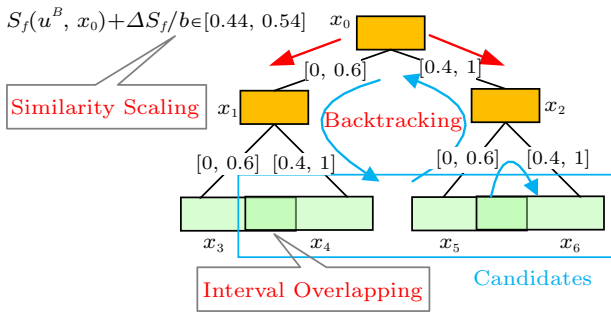 S_f(u^B, x_0)+ΔS_f/b∈[0.44, 0.54]
x_0
[0, 0.6]
[0.4, 1]
Similarity Scaling
x_1
Backtracking
x_2
[0, 0.6]
[0.4, 1]
[0, 0.6]
[0.4, 1]
x_3
x_4
x_5
x_6
Interval Overlapping
Candidates